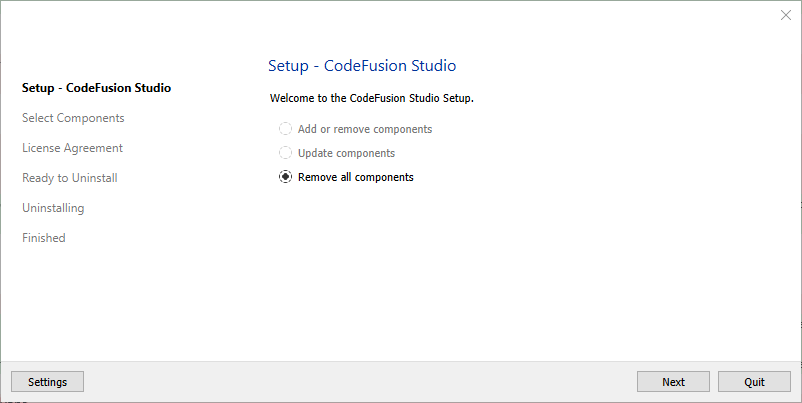 Setup - CodeFusion Studio
Select Components
License Agreement
Ready to Uninstall
Uninstalling
Finished
Setup - CodeFusion Studio
Welcome to the CodeFusion Studio Setup.
Add or remove components
Update components
Remove all components
Settings
Next
Quit